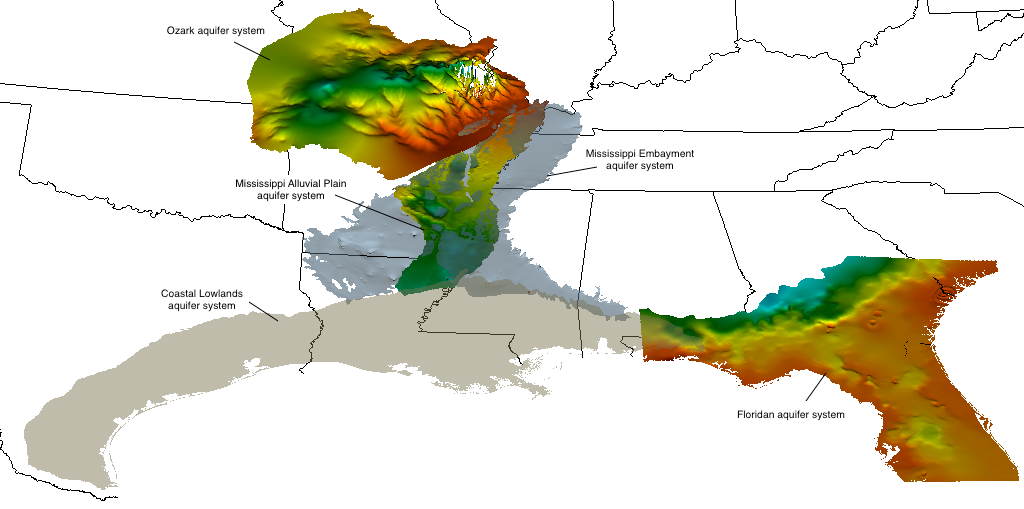 Ozark aquifer system
Mississippi Embayment
aquifer system
Mississippi Alluvial Plain
aquifer system
Coastal Lowlands
aquifer system
Floridan aquifer system